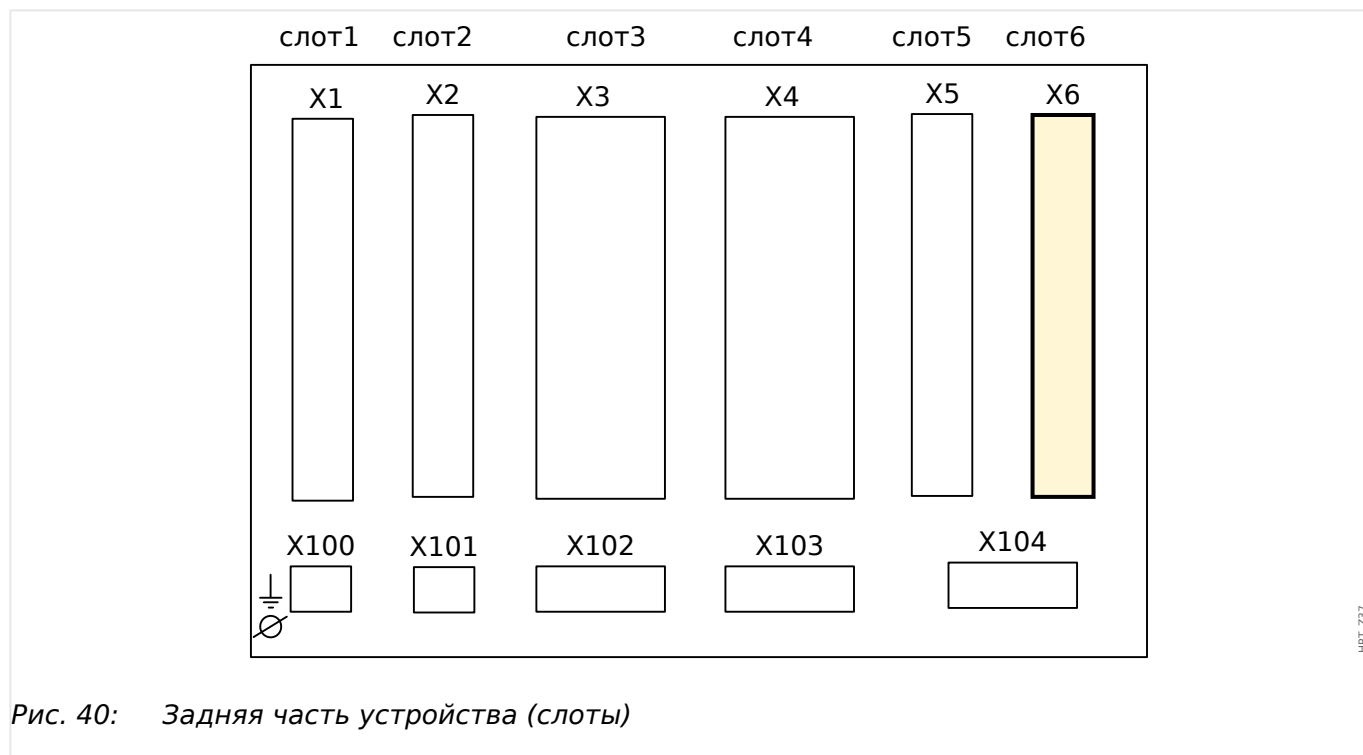 слот1 слот2 слот3 слот4 слот5 слот6
X1 X2 X3 X4 X5 X6
X100 X101 X102 X103 X104
Рис. 40: Задняя часть устройства (слоты)